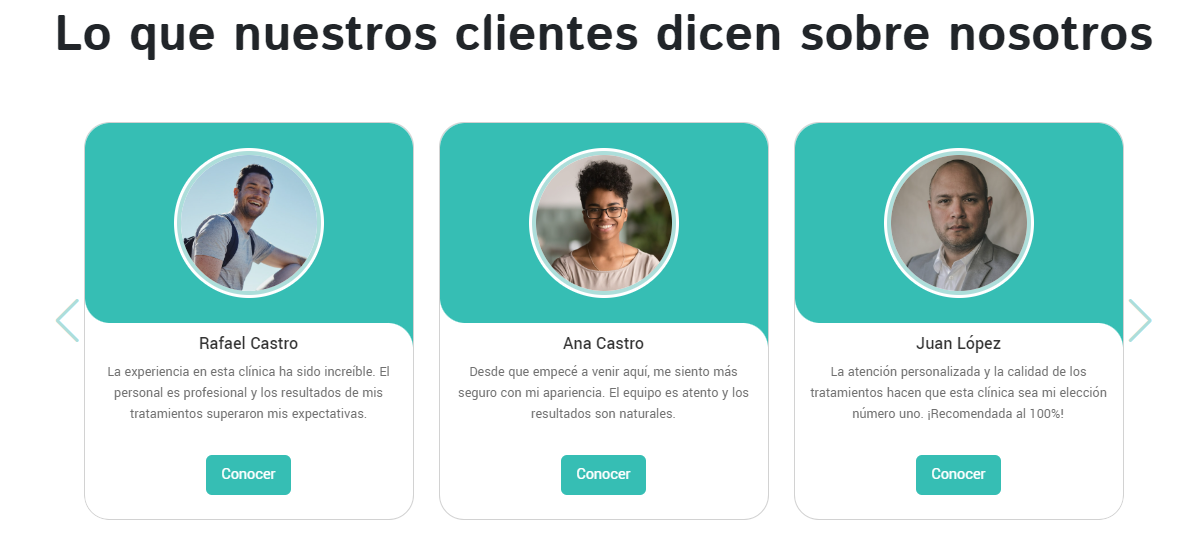 Lo que nuestros clientes dicen sobre nosotros
Rafael Castro
La experiencia en esta clínica ha sido increíble. El
personal es profesional y los resultados de mis
tratamientos superaron mis expectativas.
Conocer
Ana Castro
Desde que empecé a venir aquí, me siento más
seguro con mi apariencia. El equipo es atento y los
resultados son naturales.
Conocer
Juan López
La atención personalizada y la calidad de los
tratamientos hacen que esta clínica sea mi elección
número uno. ¡Recomendada al 100%!
Conocer